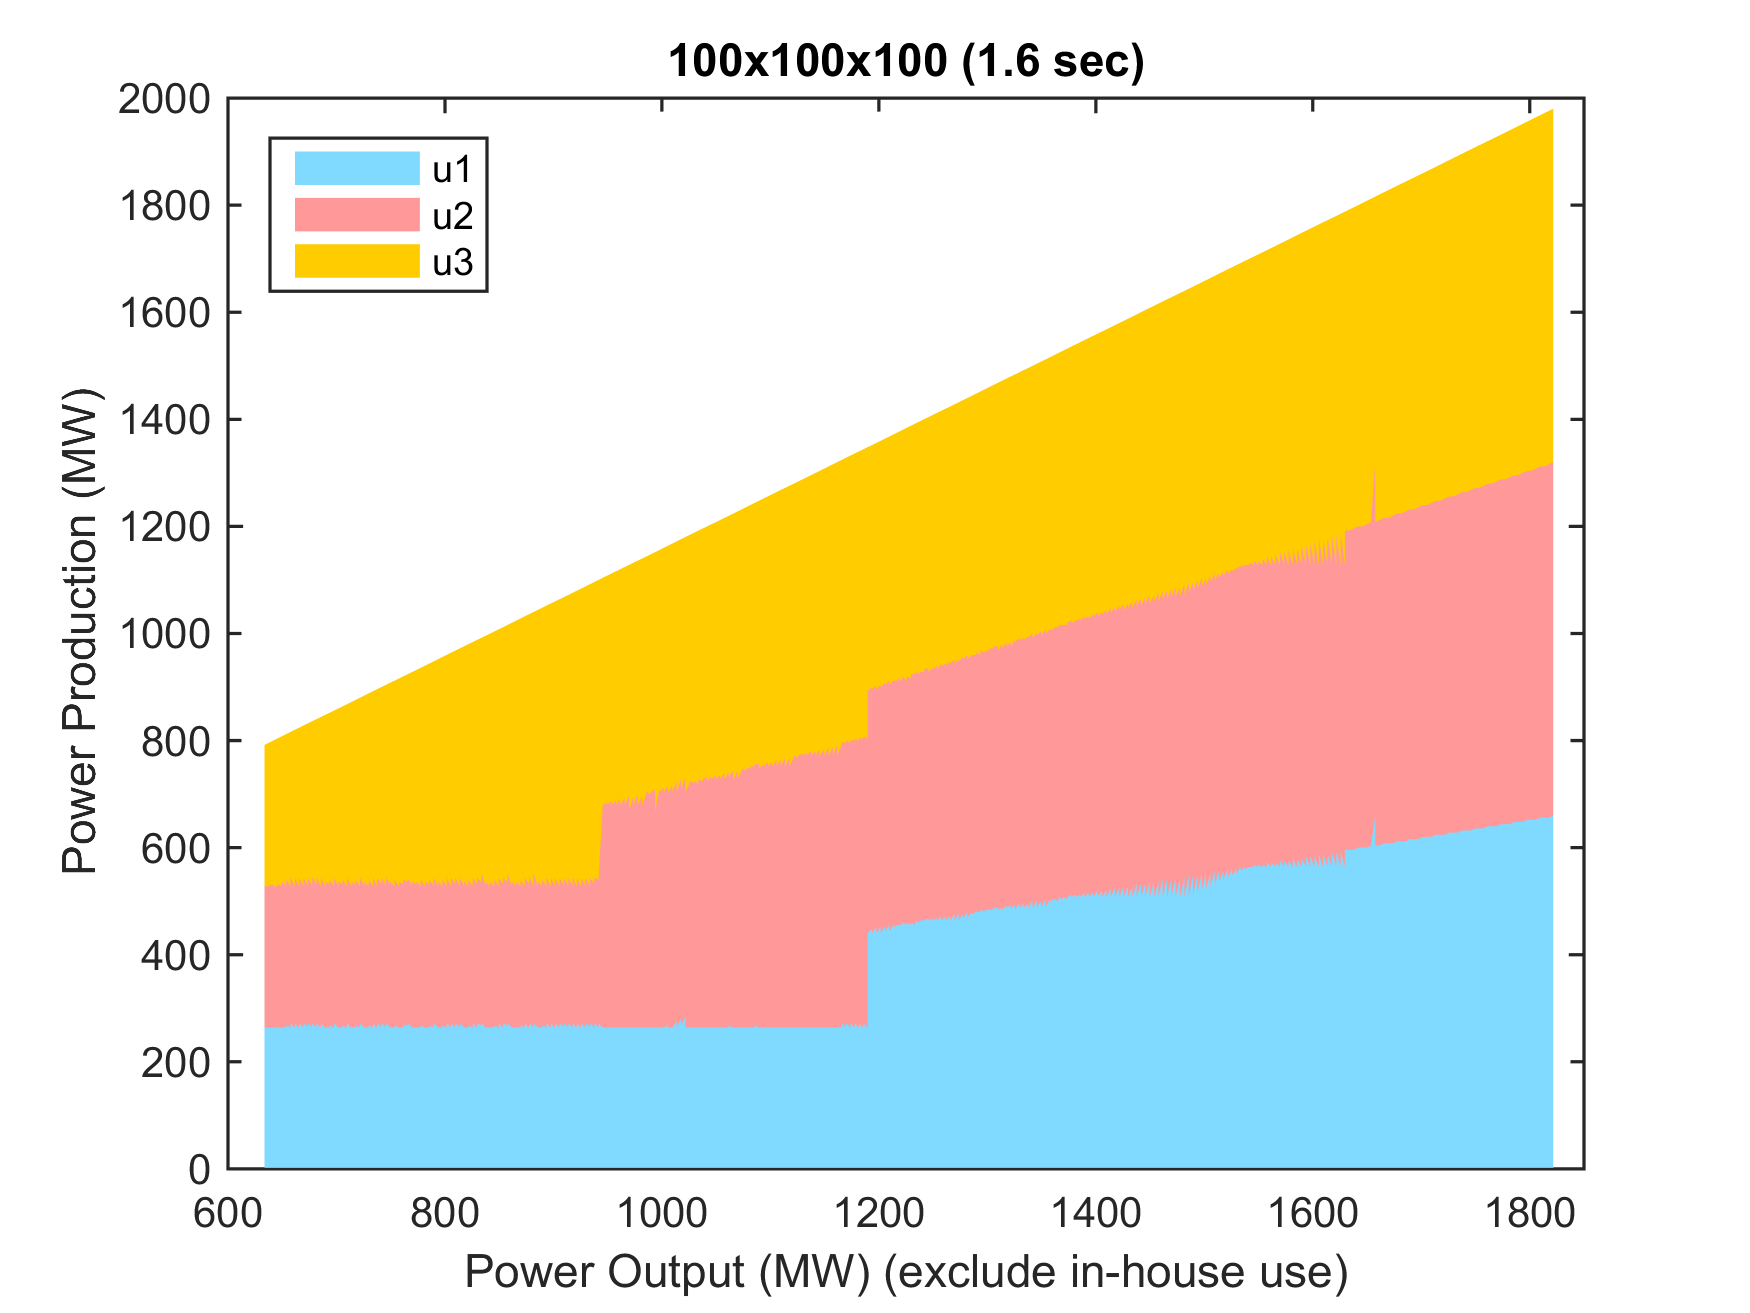 100x100x100 (1.6 sec)
2000
1800
1600
1400
1200
1000
800
600
400
200
0
u1
u2
u3
Power Production (MW)
600 800 1000 1200 1400 1600 1800
Power Output (MW) (exclude in-house use)